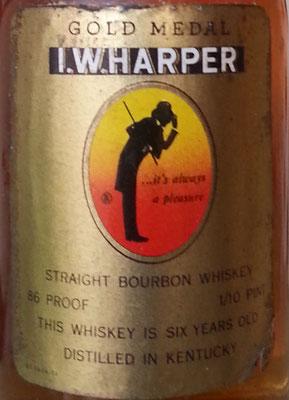 GOLD MEDAL
I.W.HARPER
...it's always
a pleasure
STRAIGHT BOURBON WHISKEY
86 PROOF 1/10 PINT
THIS WHISKEY IS SIX YEARS OLD
DISTILLED IN KENTUCKY